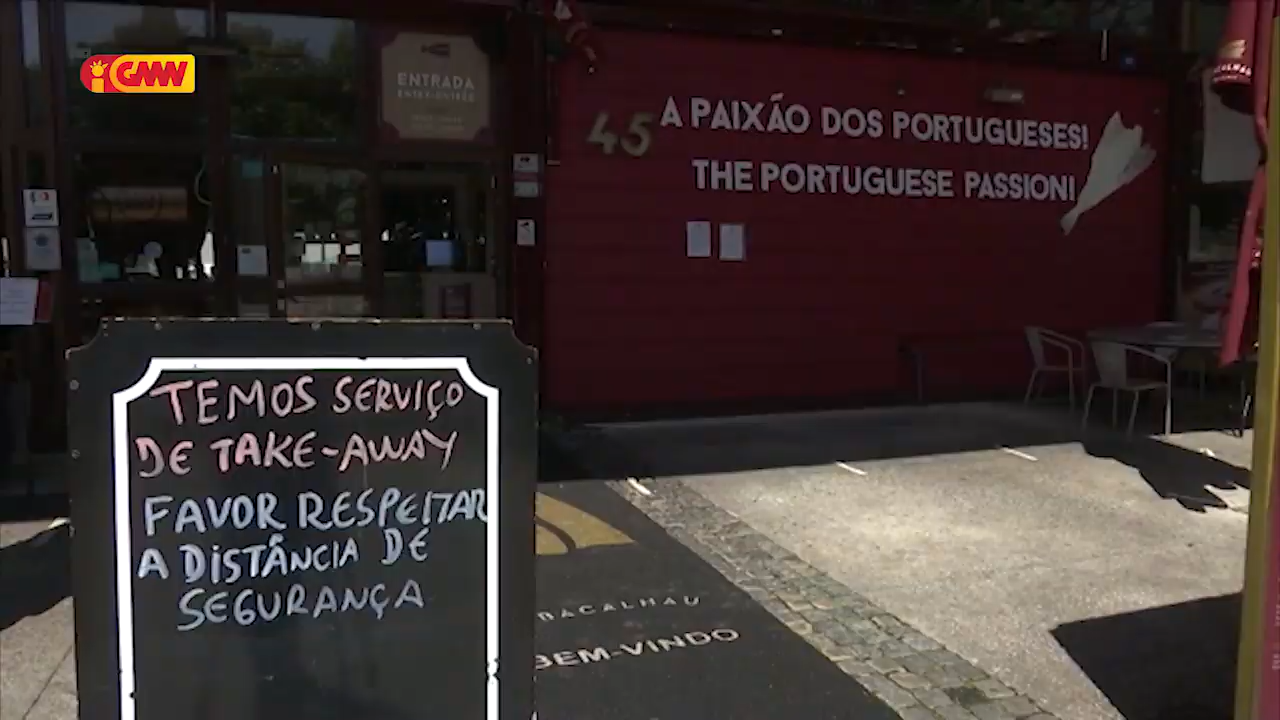 iGMW
ENTRADA
45
A PAIXÃO DOS PORTUGUESES!
THE PORTUGUESE PASSION!
TEMOS SERVIÇO
DE TAKE-AWAY
FAVOR RESPEITAR
A DISTÂNCIA DE
SEGURANÇA
BACALHAU
BEM-VINDO